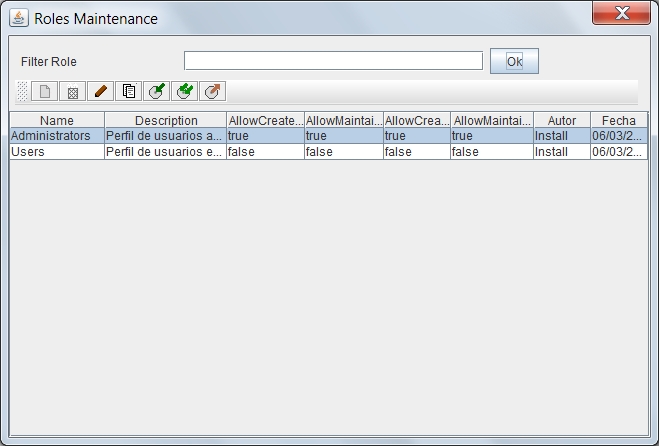 Roles Maintenance
Filter Role Ok
Name Description AllowCreate... AllowMaintai... AllowCrea... AllowMaintai... Autor Fecha
Administrators Perfil de usuarios a... true true true true Install 06/03/2...
Users Perfil de usuarios e... false false false false Install 06/03/2...